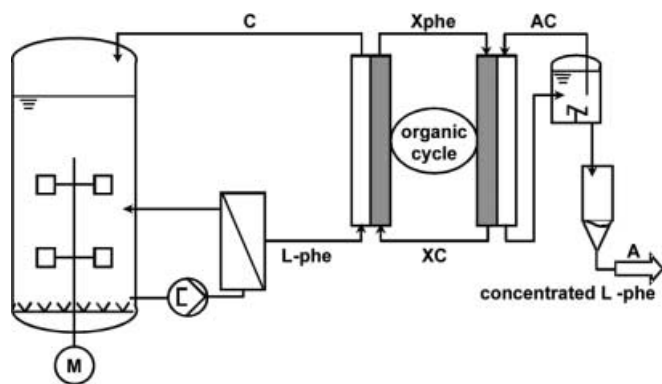 C
Xphe
AC
organic
cycle
L-phe
XC
A
concentrated L -phe
M